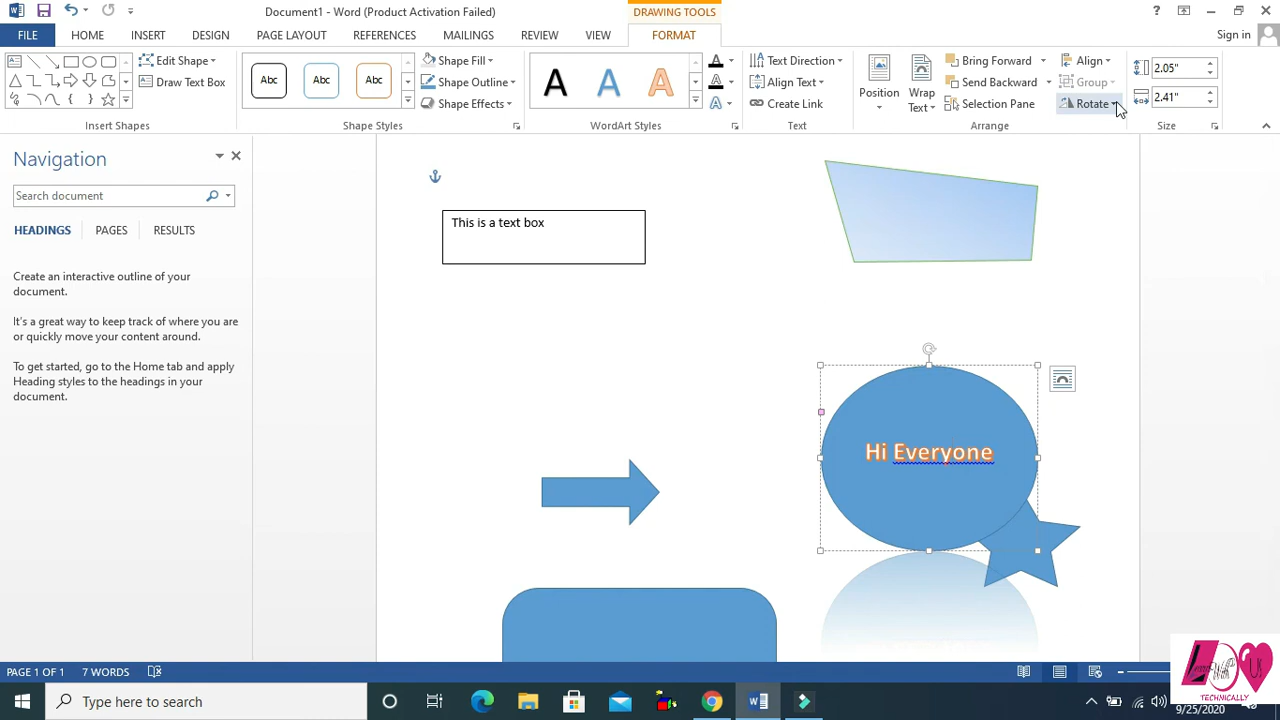 Document1 - Word (Product Activation Failed)
DRAWING TOOLS
Sign in
FILE
HOME
INSERT
DESIGN
PAGE LAYOUT
REFERENCES
MAILINGS
REVIEW
VIEW
FORMAT
Edit Shape
Draw Text Box
Insert Shapes
Abc
Abc
Abc
Shape Fill
Shape Outline
Shape Effects
Shape Styles
A
A
A
A
A
A
WordArt Styles
Text Direction
Align Text
Create Link
Text
Position
Wrap
Text
Bring Forward
Send Backward
Selection Pane
Align
Group
Rotate
Arrange
2.05"
2.41"
Size
Navigation
Search document
HEADINGS
PAGES
RESULTS
Create an interactive outline of your
document.
It's a great way to keep track of where you are
or quickly move your content around.
To get started, go to the Home tab and apply
Heading styles to the headings in your
document.
This is a text box
Hi Everyone
PAGE 1 OF 1
7 WORDS
Type here to search
9/25/2020
TECHNICALLY